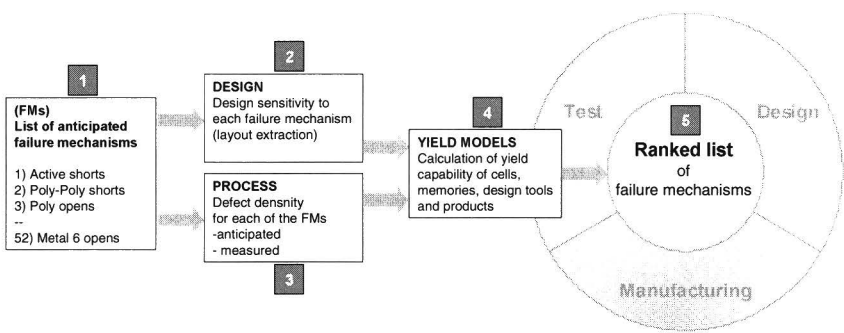 1
(FMs)
List of anticipated
failure mechanisms
1) Active shorts
2) Poly-Poly shorts
3) Poly opens
--
52) Metal 6 opens
2
DESIGN
Design sensitivity to
each failure mechanism
(layout extraction)
PROCESS
Defect densnity
for each of the FMs
-anticipated
- measured
3
4
YIELD MODELS
Calculation of yield
capability of cells,
memories, design tools
and products
Test
Design
5
Ranked list
of
failure mechanisms
Manufacturing